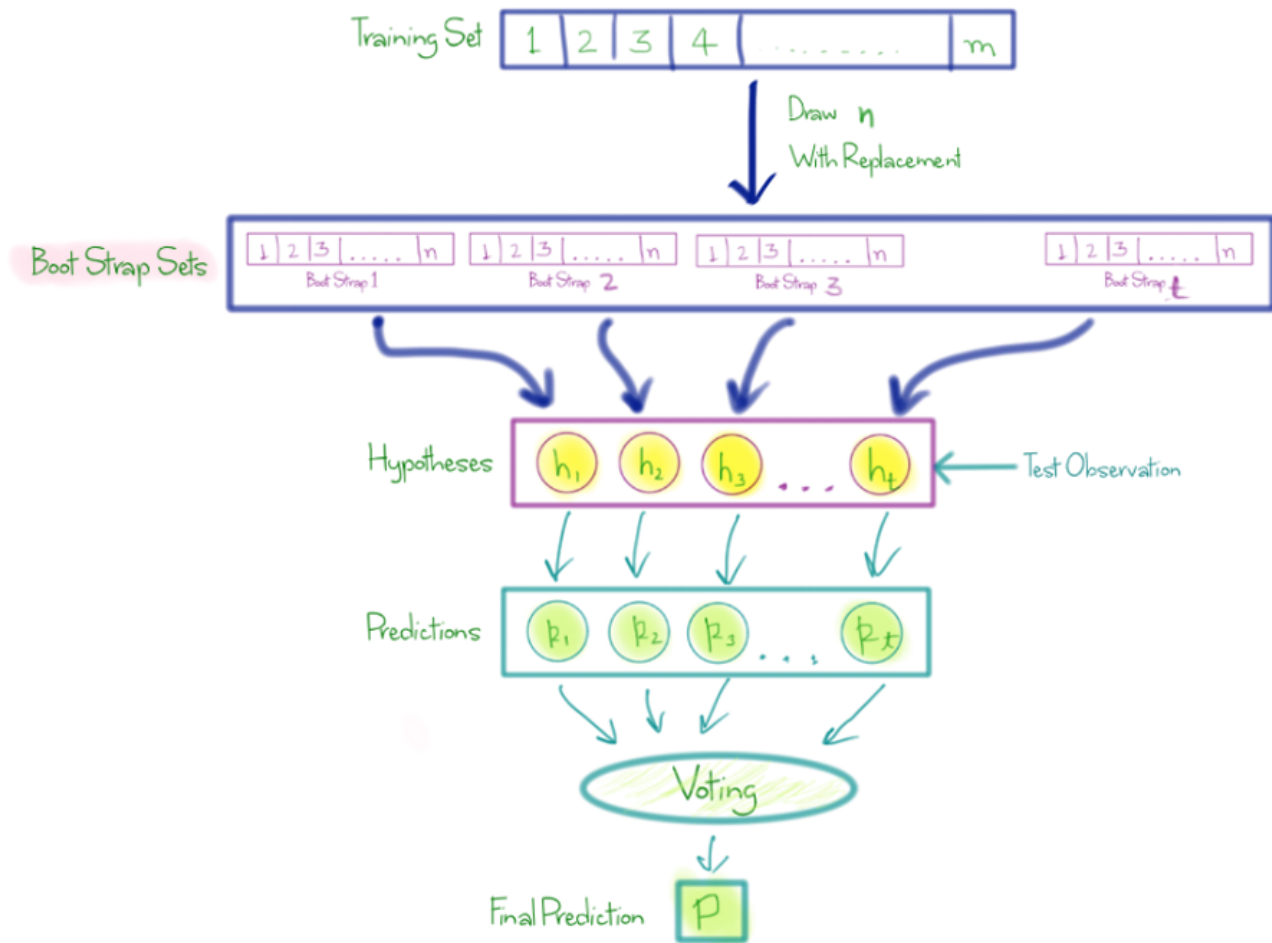 Training Set 1 2 3 4 ......... m
Draw n
With Replacement
Boot Strap Sets
1 2 3 ..... n 1 2 3 ..... n 1 2 3 ..... n 1 2 3 ..... n
Boot Strap 1 Boot Strap 2 Boot Strap 3 Boot Strap t
Hypotheses h1 h2 h3 ... ht Test Observation
Predictions p1 p2 p3 ... pt
Voting
Final Prediction P